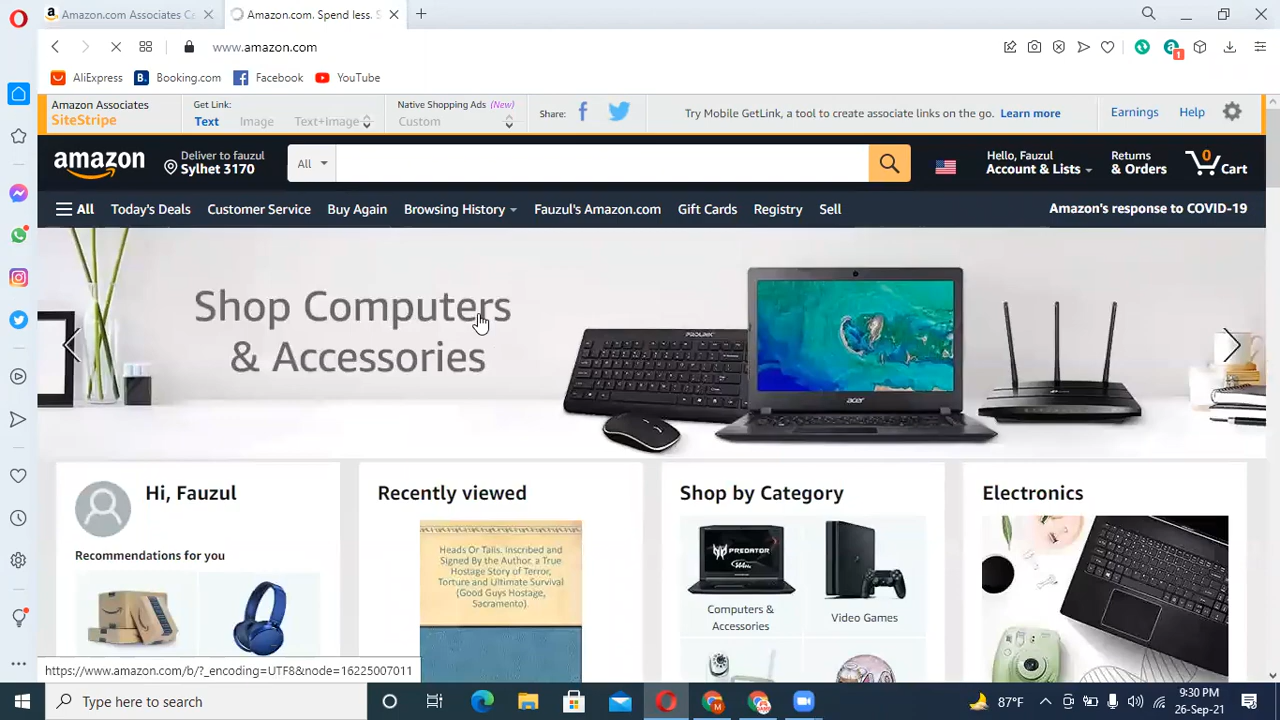 Amazon.com Associates Ce
Amazon.com. Spend less. S
www.amazon.com
AliExpress
Booking.com
Facebook
YouTube
Amazon Associates
SiteStripe
Get Link:
Text
Image
Text+Image
Native Shopping Ads (New)
Custom
Share:
Try Mobile GetLink, a tool to create associate links on the go. Learn more
Earnings
Help
amazon
Deliver to fauzul
Sylhet 3170
All
Hello, Fauzul
Account & Lists
Returns
& Orders
0
Cart
All
Today's Deals
Customer Service
Buy Again
Browsing History
Fauzul's Amazon.com
Gift Cards
Registry
Sell
Amazon's response to COVID-19
Shop Computers
& Accessories
PROLINK
acer
Hi, Fauzul
Recommendations for you
Recently viewed
Heads Or Tails. Inscribed and
Signed By the Author. a True
Hostage Story of Terror,
Torture and Ultimate Survival
(Good Guys Hostage,
Sacramento).
Shop by Category
PREDATOR
Computers &
Accessories
Video Games
Electronics
https://www.amazon.com/b/?_encoding=UTF8&node=16225007011
Type here to search
87°F
9:30 PM
26-Sep-21